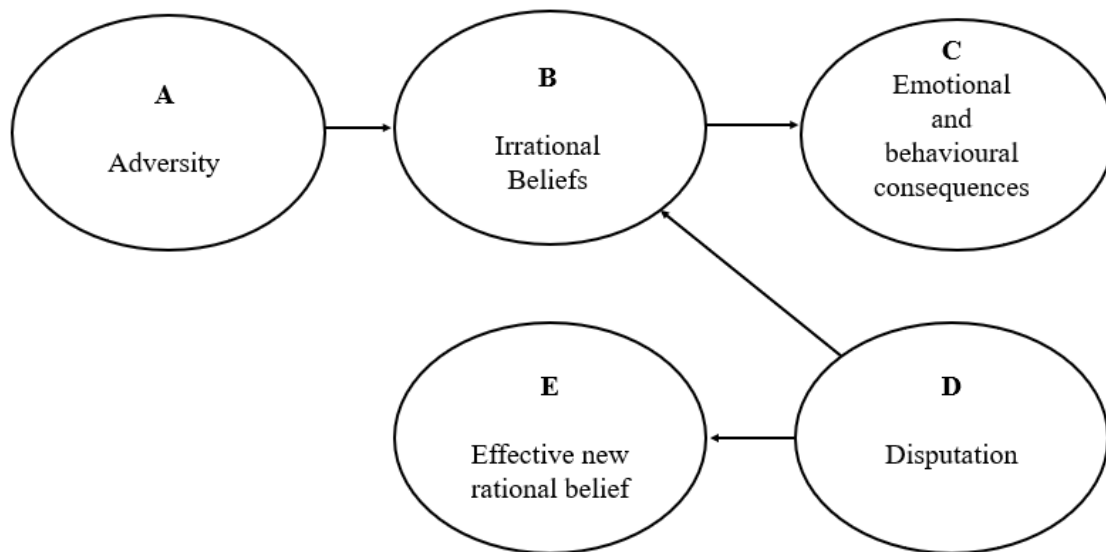 A
Adversity
B
Irrational
Beliefs
C
Emotional
and
behavioural
consequences
E
Effective new
rational belief
D
Disputation